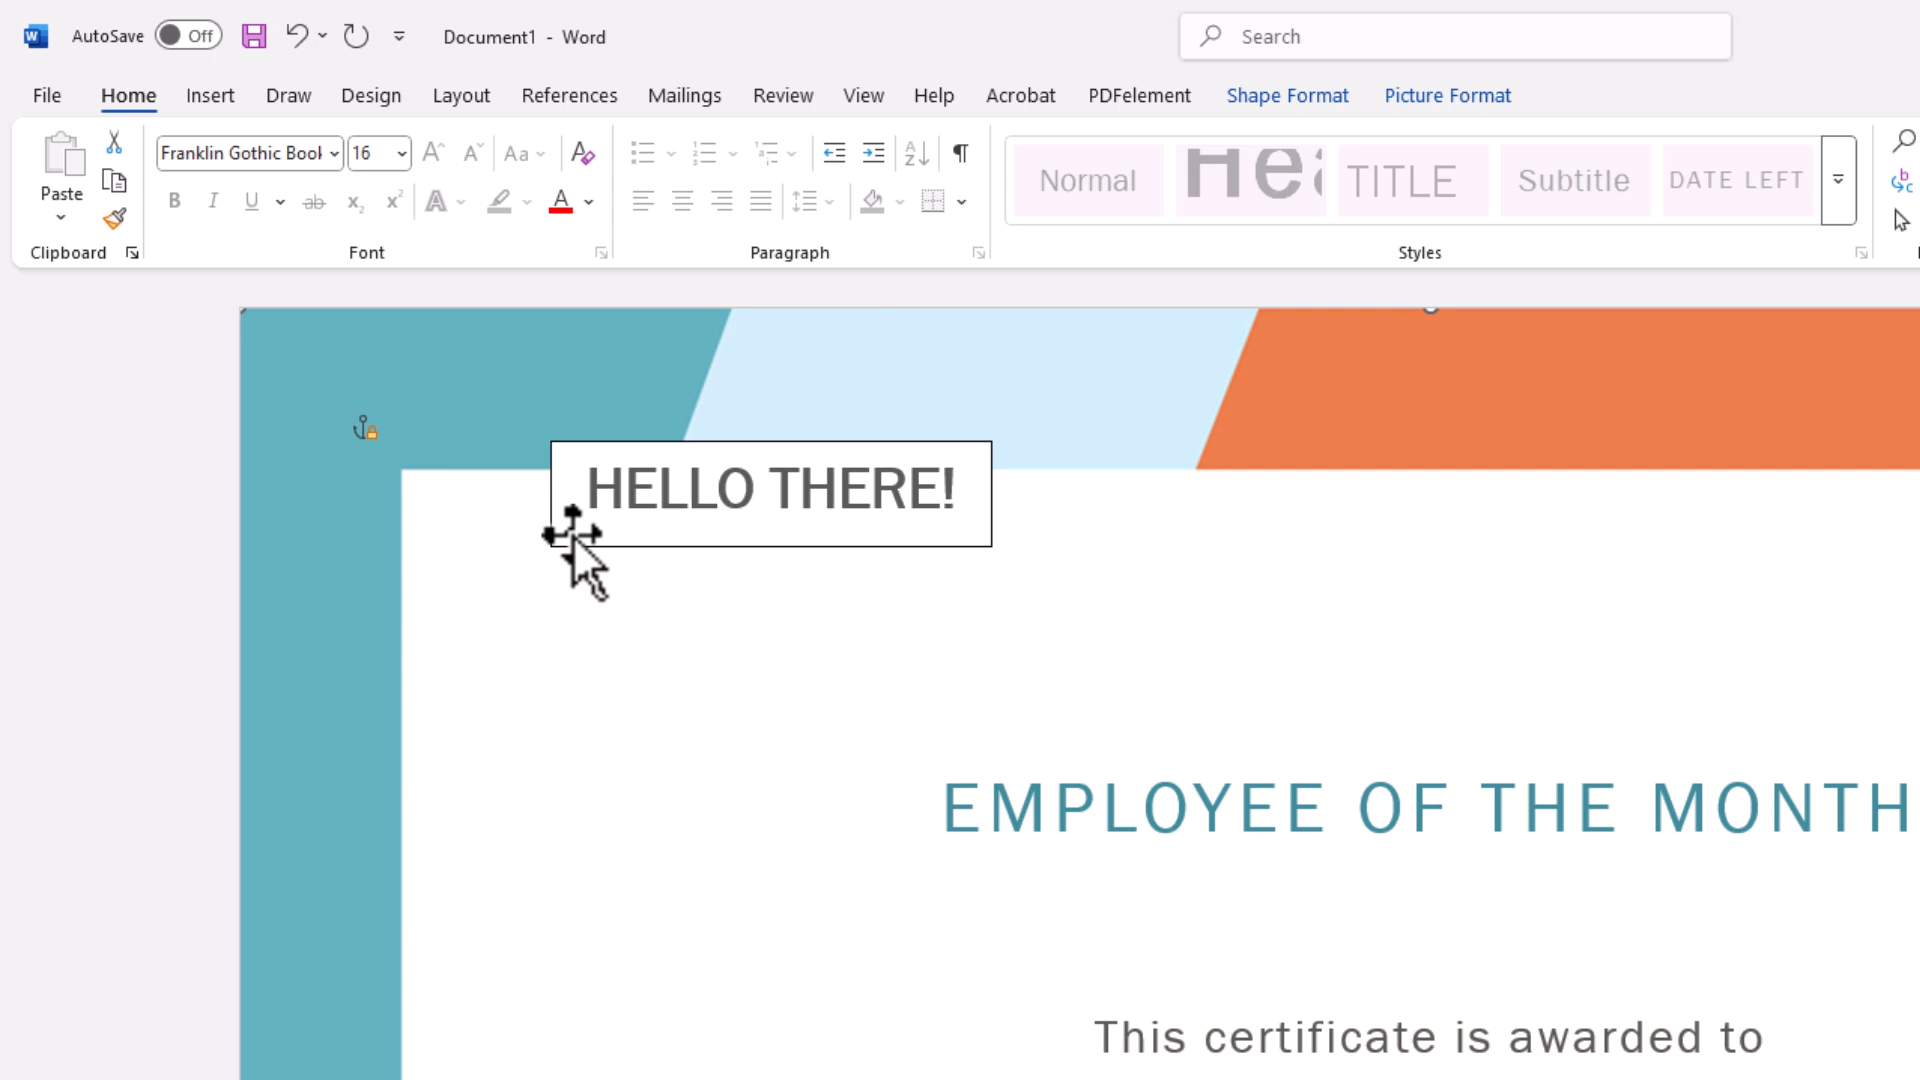 AutoSave Off Document1 - Word Search
File Home Insert Draw Design Layout References Mailings Review View Help Acrobat PDFelement Shape Format Picture Format
Paste
Franklin Gothic Book 16
Normal TITLE Subtitle DATE LEFT
Clipboard Font Paragraph Styles
HELLO THERE!
EMPLOYEE OF THE MONTH
This certificate is awarded to